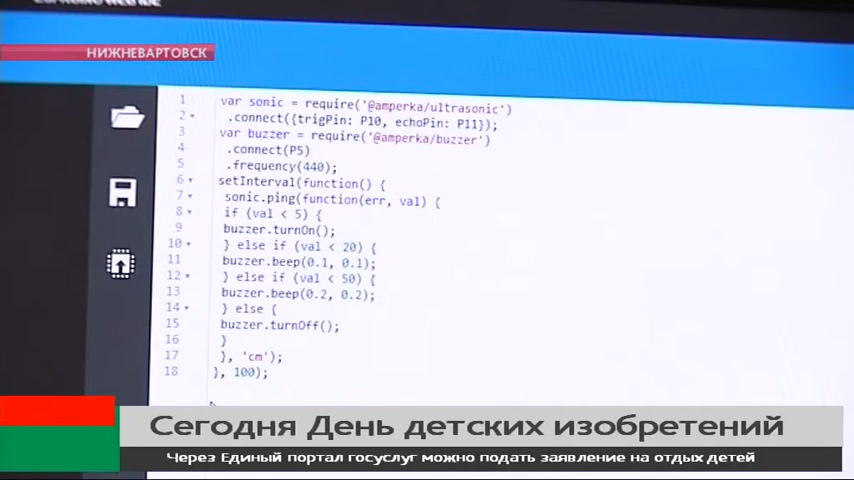 НИЖНЕВАРТОВСК
1 var sonic = require('@amperka/ultrasonic')
2 .connect({trigPin: P10, echoPin: P11});
3 var buzzer = require('@amperka/buzzer')
4 .connect(P5)
5 .frequency(440);
6 setInterval(function() {
7 sonic.ping(function(err, val) {
8 if (val < 5) {
9 buzzer.turnOn();
10 } else if (val < 20) {
11 buzzer.beep(0.1, 0.1);
12 } else if (val < 50) {
13 buzzer.beep(0.2, 0.2);
14 } else {
15 buzzer.turnOff();
16 }
17 }, 'cm');
18 }, 100);
Сегодня День детских изобретений
Через Единый портал госуслуг можно подать заявление на отдых детей